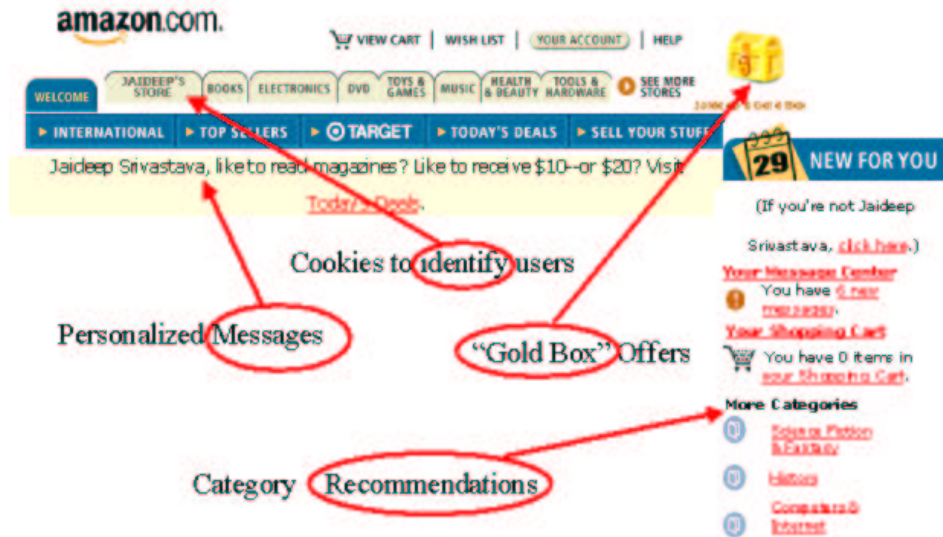 amazon.com.
VIEW CART | WISH LIST | YOUR ACCOUNT | HELP
WELCOME
JAIDEEP'S STORE
BOOKS
ELECTRONICS
DVD
TOYS & GAMES
MUSIC
HEALTH & BEAUTY
TOOLS & HARDWARE
SEE MORE STORES
INTERNATIONAL
TOP SELLERS
TARGET
TODAY'S DEALS
SELL YOUR STUFF
Jaideep's Gold Box
29 NEW FOR YOU
Jaideep Srivastava, like to read magazines? Like to receive $10--or $20? Visit
Today's Deals.
(If you're not Jaideep
Srivastava, click here.)
Your Message Center
You have 6 new
messages.
Your Shopping Cart
You have 0 items in
your Shopping Cart.
More Categories
Science Fiction
& Fantasy
History
Computers &
Internet
Cookies to identify users
Personalized Messages
“Gold Box” Offers
Category Recommendations